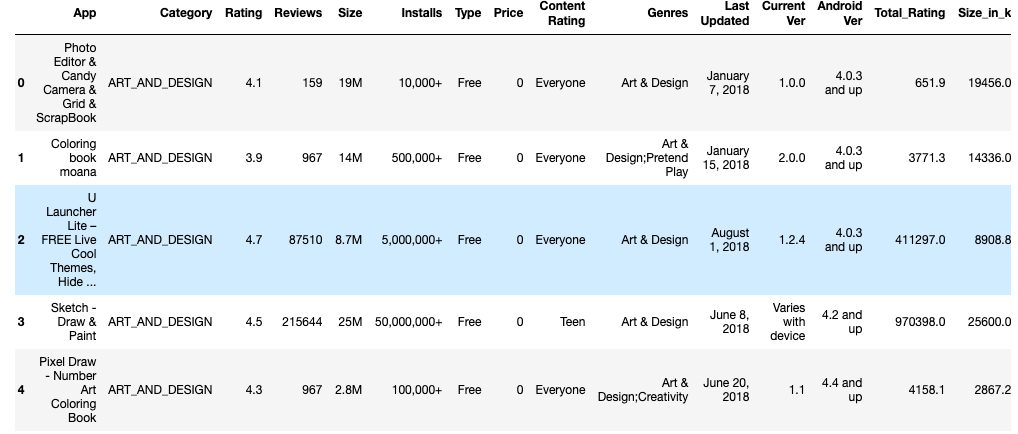 App Category Rating Reviews Size Installs Type Price Content Rating Genres Last Updated Current Ver Android Ver Total_Rating Size_in_k
0 Photo Editor & Candy Camera & Grid & ScrapBook ART_AND_DESIGN 4.1 159 19M 10,000+ Free 0 Everyone Art & Design January 7, 2018 1.0.0 4.0.3 and up 651.9 19456.0
1 Coloring book moana ART_AND_DESIGN 3.9 967 14M 500,000+ Free 0 Everyone Art & Design;Pretend Play January 15, 2018 2.0.0 4.0.3 and up 3771.3 14336.0
2 U Launcher Lite – FREE Live Cool Themes, Hide ... ART_AND_DESIGN 4.7 87510 8.7M 5,000,000+ Free 0 Everyone Art & Design August 1, 2018 1.2.4 4.0.3 and up 411297.0 8908.8
3 Sketch - Draw & Paint ART_AND_DESIGN 4.5 215644 25M 50,000,000+ Free 0 Teen Art & Design June 8, 2018 Varies with device 4.2 and up 970398.0 25600.0
4 Pixel Draw - Number Art Coloring Book ART_AND_DESIGN 4.3 967 2.8M 100,000+ Free 0 Everyone Art & Design;Creativity June 20, 2018 1.1 4.4 and up 4158.1 2867.2